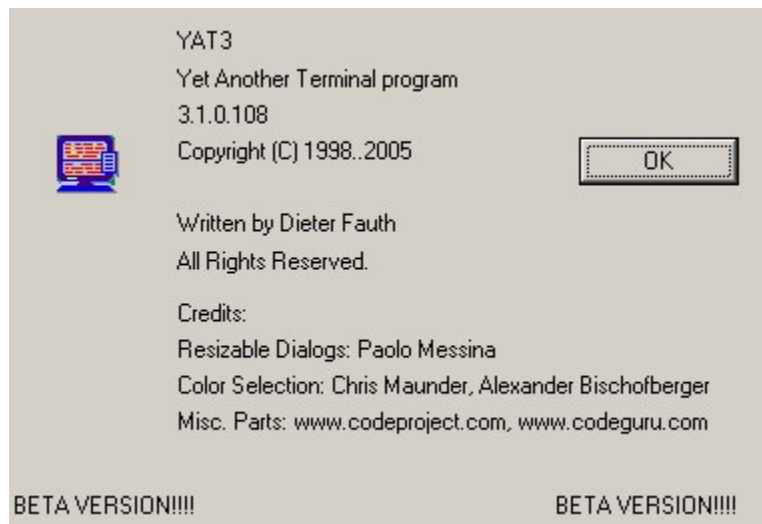 YAT3
Yet Another Terminal program
3.1.0.108
Copyright (C) 1998..2005
OK
Written by Dieter Fauth
All Rights Reserved.
Credits:
Resizable Dialogs: Paolo Messina
Color Selection: Chris Maunder, Alexander Bischofberger
Misc. Parts: www.codeproject.com, www.codeguru.com
BETA VERSION!!!! BETA VERSION!!!!